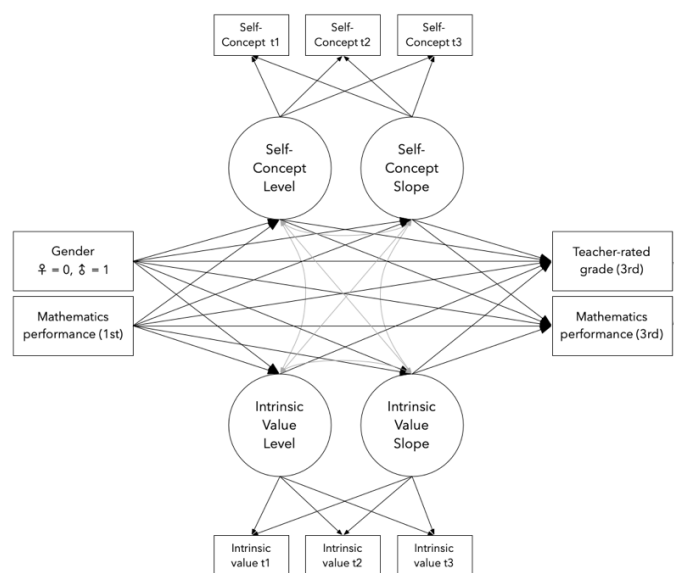 Self-
Concept t1
Self-
Concept t2
Self-
Concept t3
Self-
Concept
Level
Self-
Concept
Slope
Gender
♀ = 0, ♂ = 1
Teacher-rated
grade (3rd)
Mathematics
performance (1st)
Mathematics
performance (3rd)
Intrinsic
Value
Level
Intrinsic
Value
Slope
Intrinsic
value t1
Intrinsic
value t2
Intrinsic
value t3